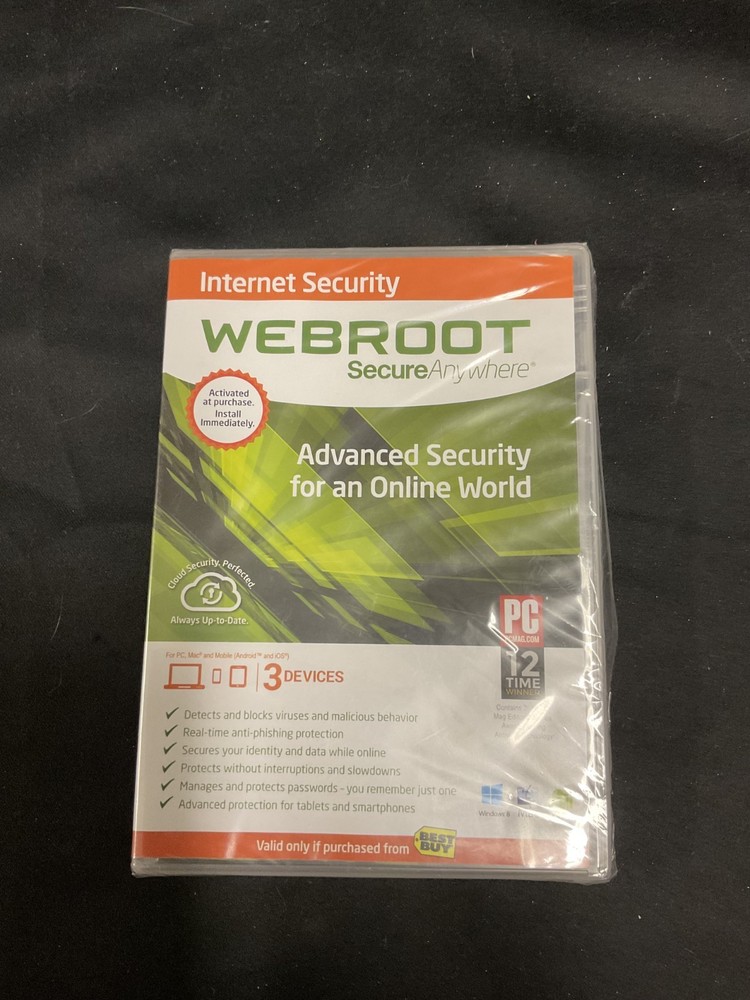 Internet Security
WEBROOT
SecureAnywhere®
Activated
at purchase.
Install
Immediately.
Advanced Security
for an Online World
Cloud Security. Perfected.
Always Up-to-Date.
PC
PCMAG.COM
12
TIME
WINNER
For PC, Mac® and Mobile (Android™ and iOS®)
3 DEVICES
Detects and blocks viruses and malicious behavior
Real-time anti-phishing protection
Secures your identity and data while online
Protects without interruptions and slowdowns
Manages and protects passwords – you remember just one
Advanced protection for tablets and smartphones
Windows 8
Valid only if purchased from
BEST
BUY